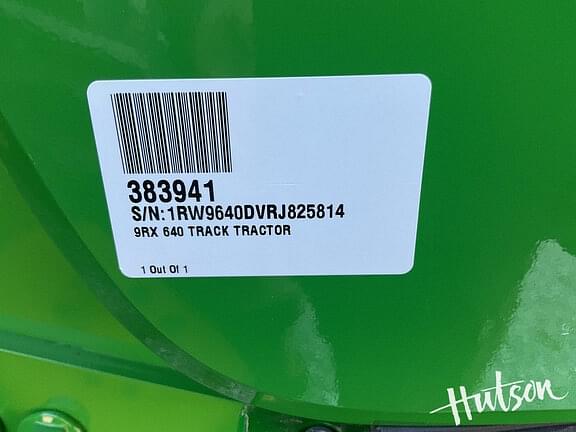 383941
S/N:1RW9640DVRJ825814
9RX 640 TRACK TRACTOR
1 Out Of 1
Hutson